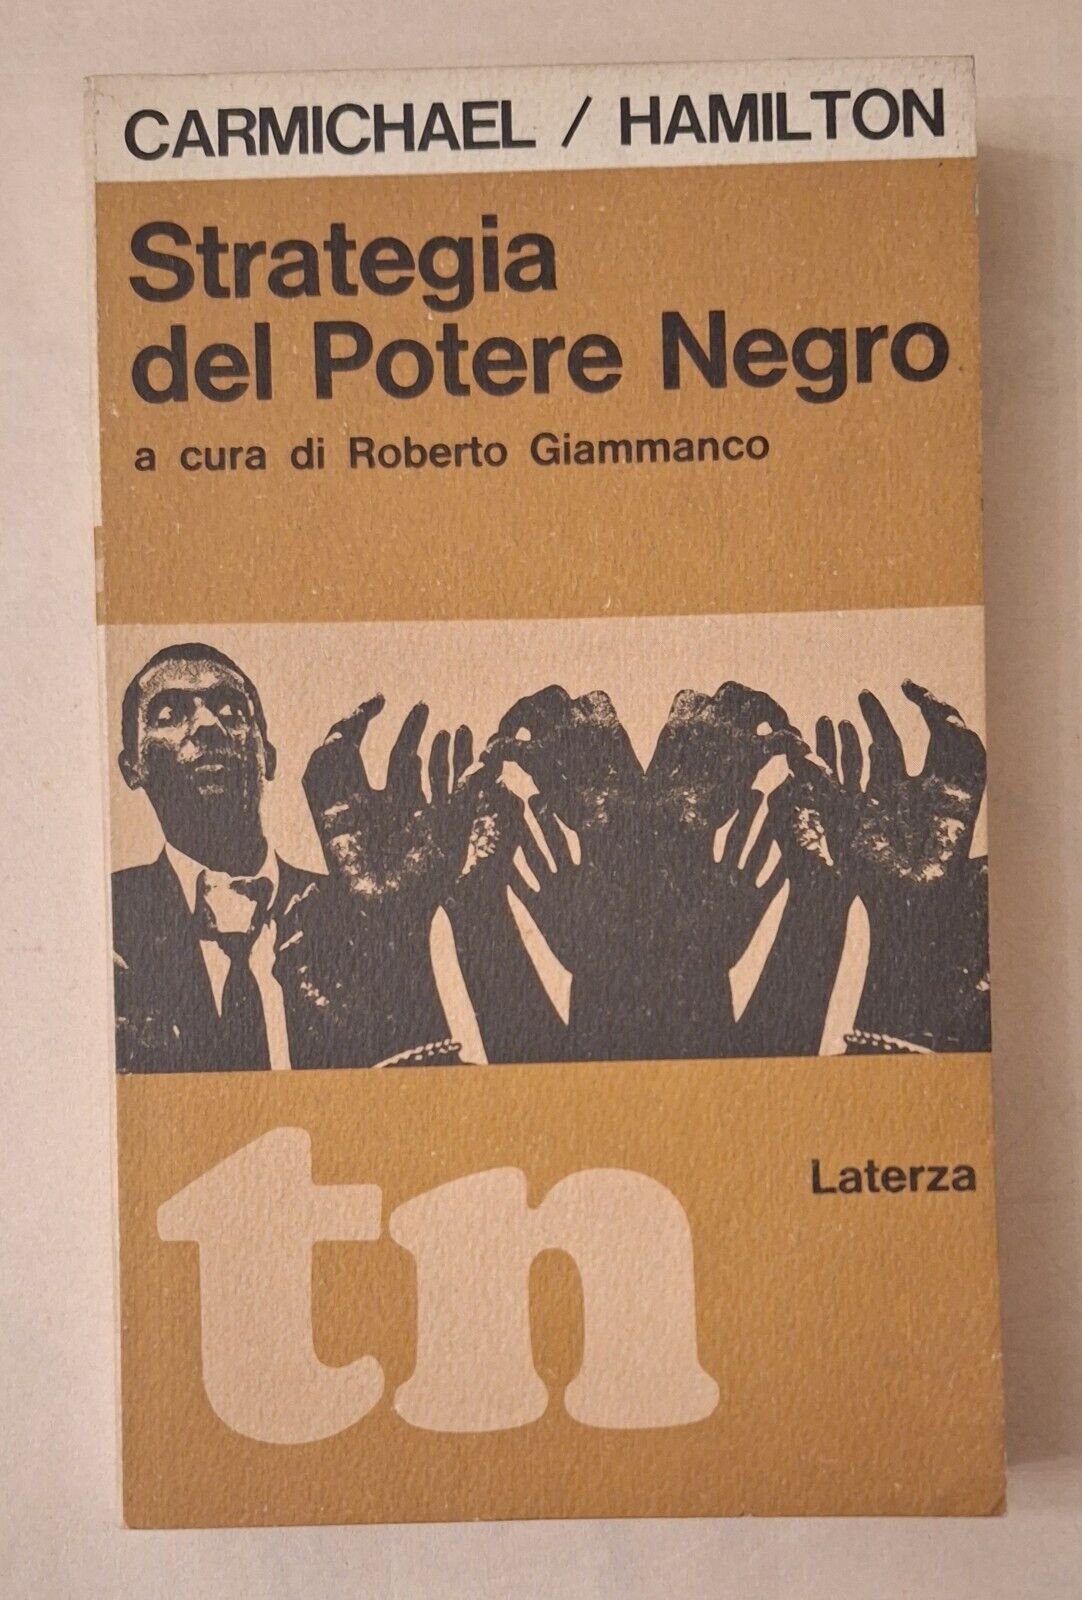 CARMICHAEL / HAMILTON
Strategia
del Potere Negro
a cura di Roberto Giammanco
Laterza
tn